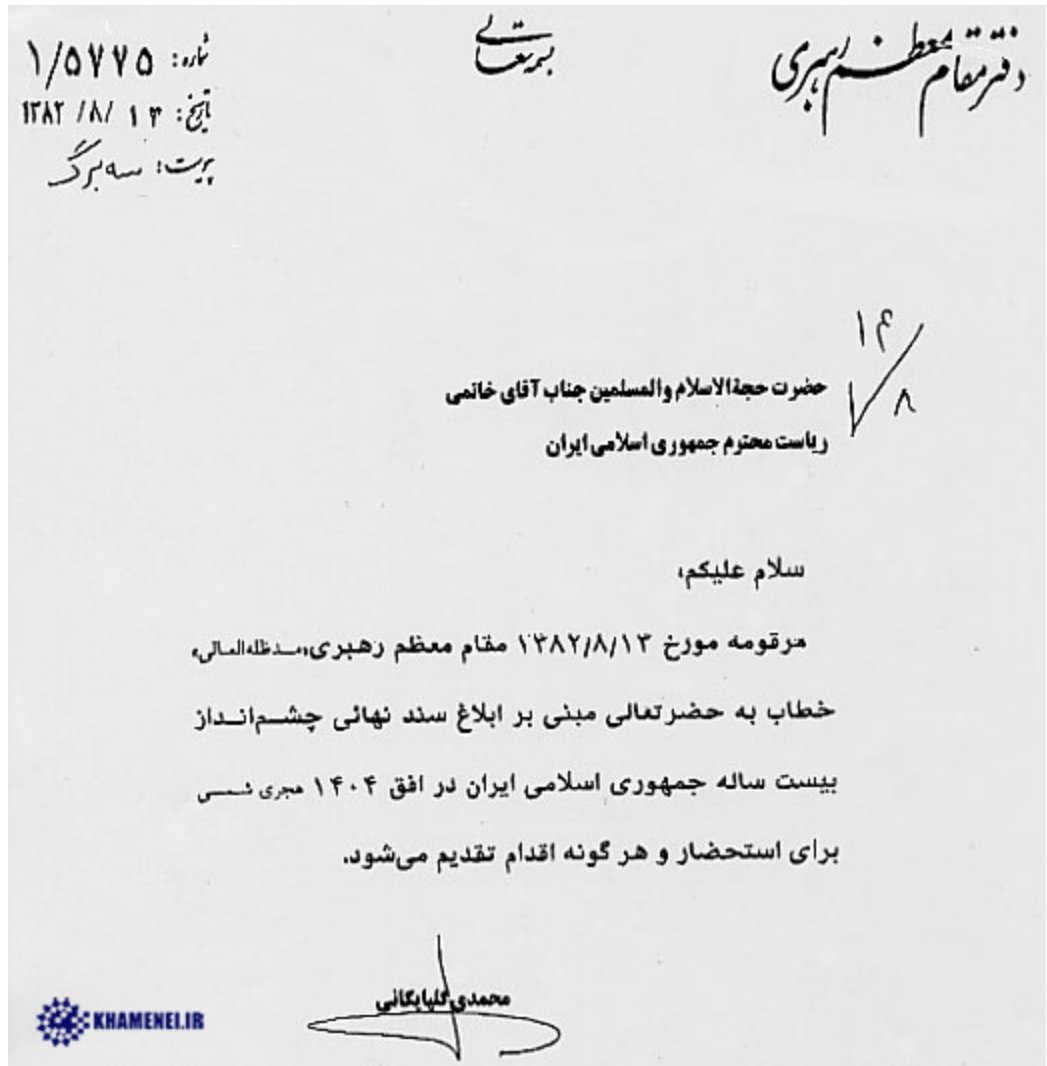 دفتر مقام معظم رهبری
بسمه‌تعالی
شماره: ۱/۵۷۷۵
تاریخ: ۱۳۸۲/۸/۱۳
پیوست: سه برگ
۱۴/۸
حضرت حجةالاسلام والمسلمین جناب آقای خاتمی
ریاست محترم جمهوری اسلامی ایران
سلام علیکم،
مرقومه مورخ ۱۳۸۲/۸/۱۳ مقام معظم رهبری«مدظله‌العالی»
خطاب به حضرتعالی مبنی بر ابلاغ سند نهائی چشم‌انداز
بیست ساله جمهوری اسلامی ایران در افق ۱۴۰۴ هجری شمسی
برای استحضار و هر گونه اقدام تقدیم می‌شود.
محمدی گلپایگانی
KHAMENEI.IR